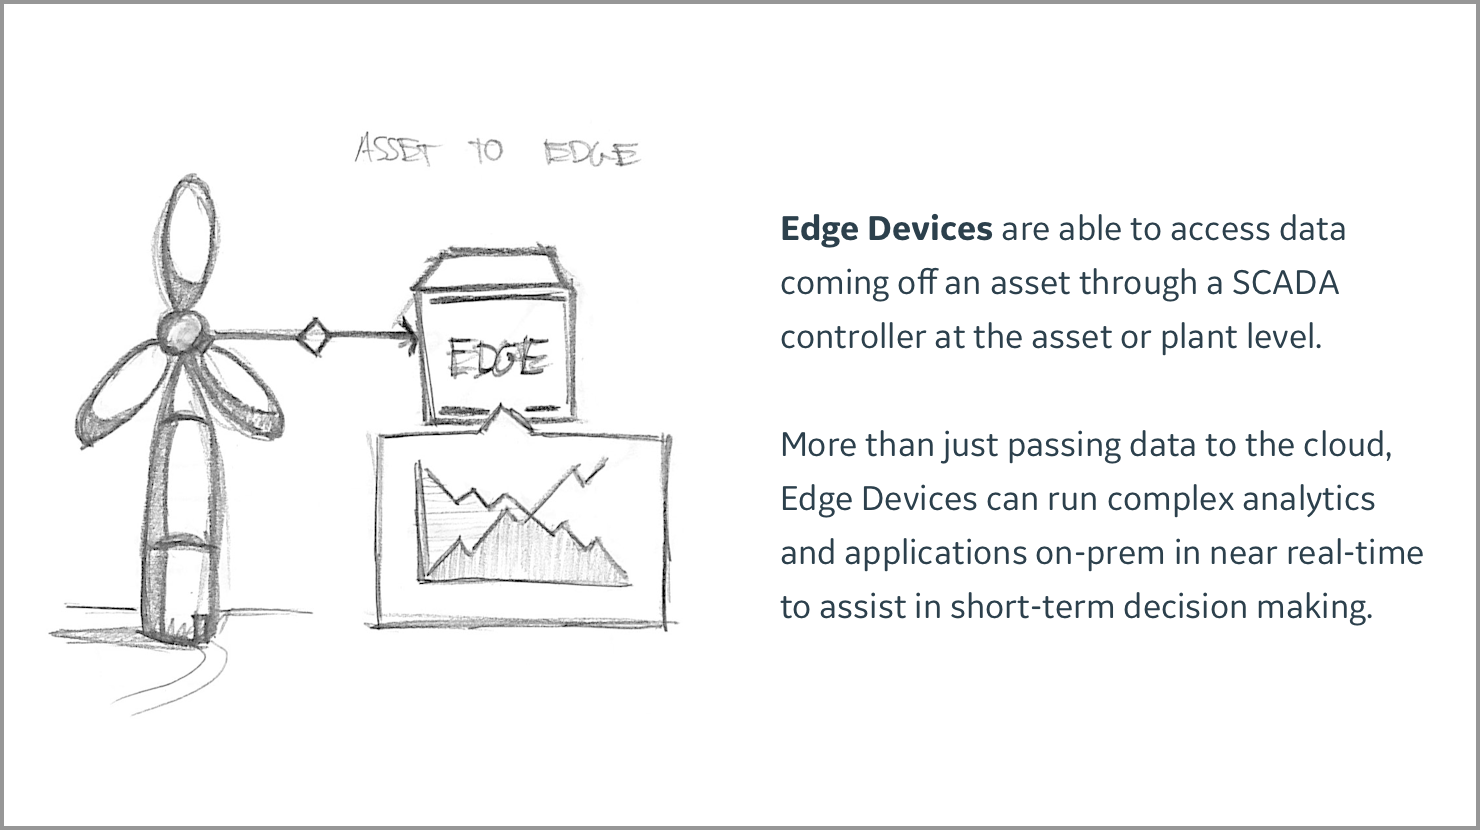 ASSET TO EDGE
EDGE
Edge Devices are able to access data
coming off an asset through a SCADA
controller at the asset or plant level.
More than just passing data to the cloud,
Edge Devices can run complex analytics
and applications on-prem in near real-time
to assist in short-term decision making.